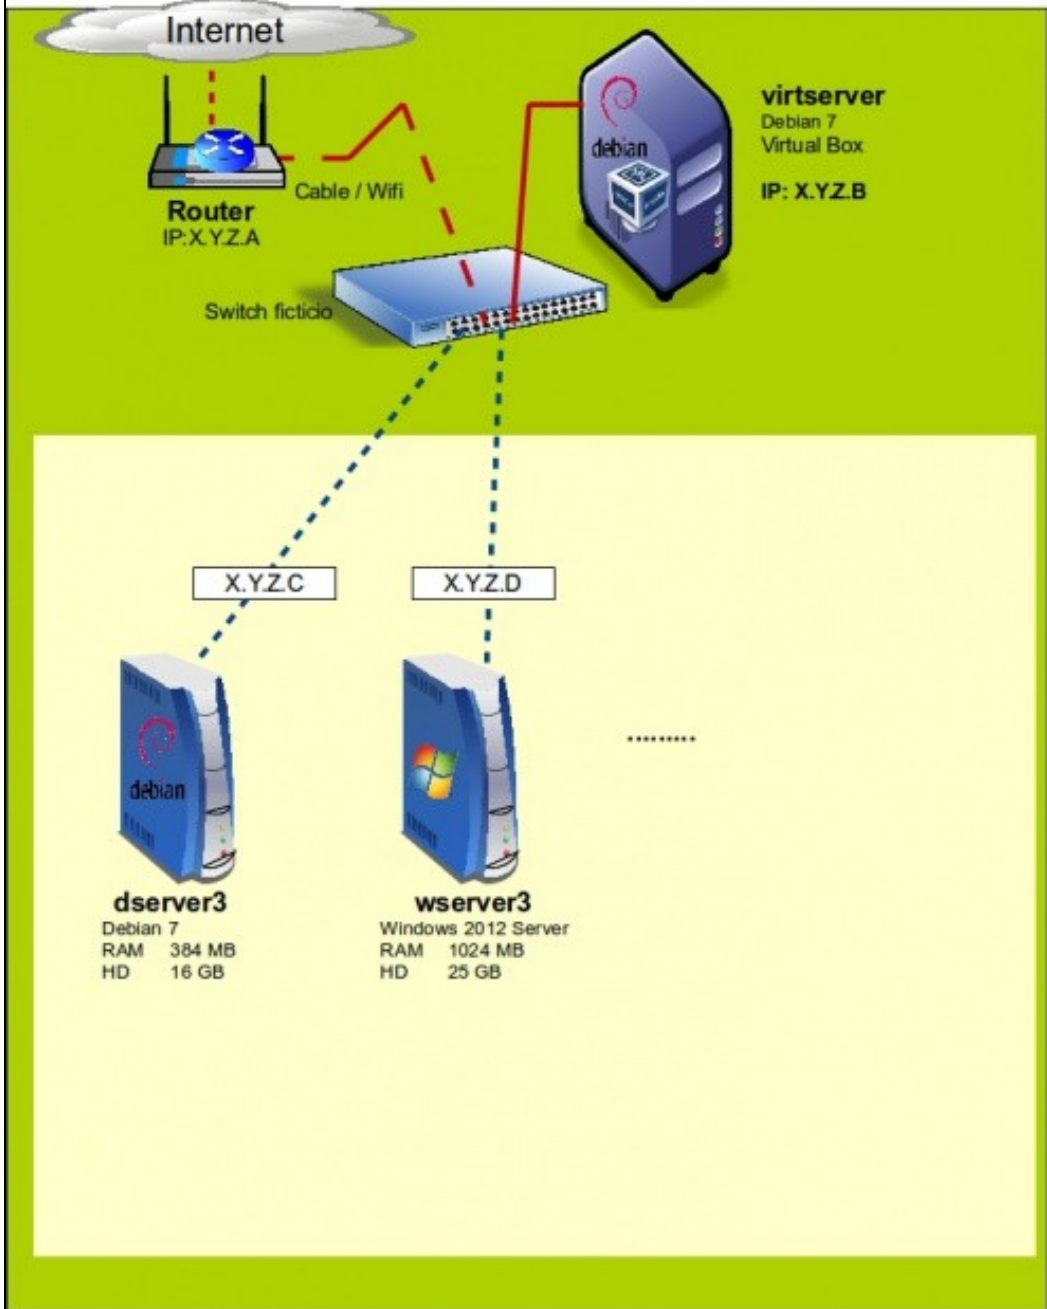 Internet
Cable / Wifi
Router
IP:X.Y.Z.A
debian
virtserver
Debian 7
Virtual Box
IP: X.Y.Z.B
Switch ficticio
X.Y.Z.C
X.Y.Z.D
debian
.........
dserver3
Debian 7
RAM 384 MB
HD 16 GB
wserver3
Windows 2012 Server
RAM 1024 MB
HD 25 GB